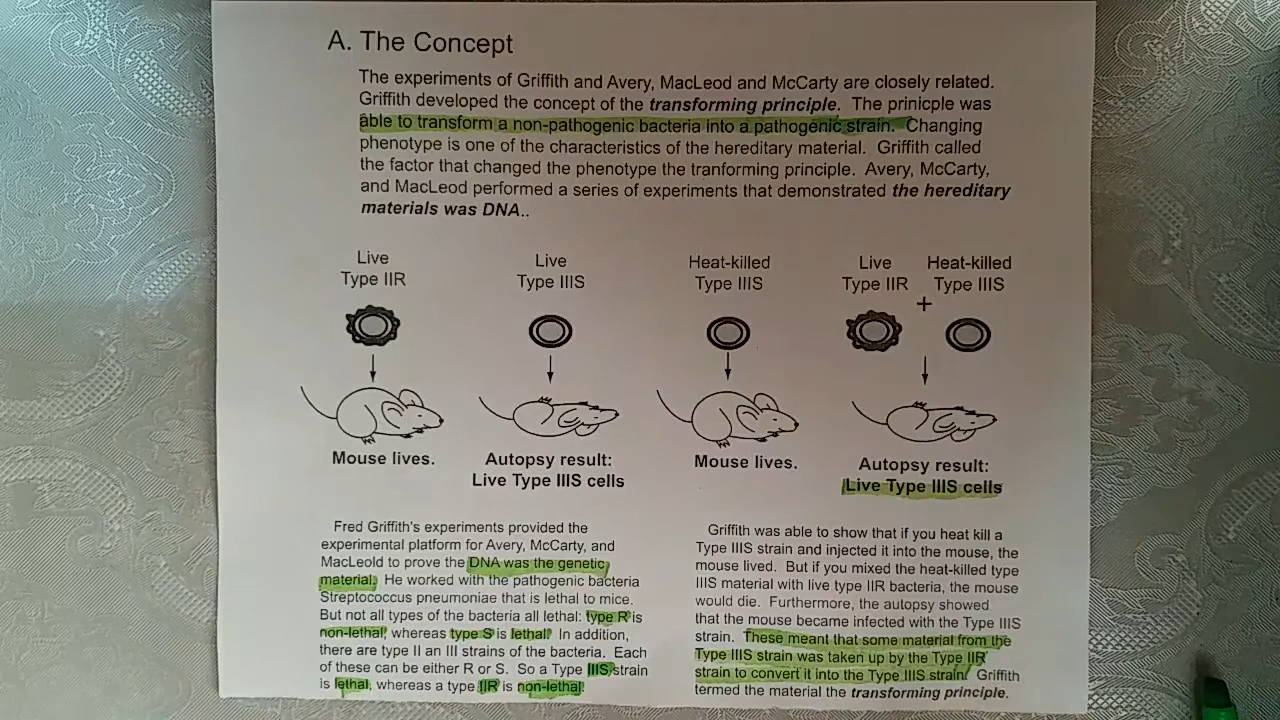 A. The Concept
The experiments of Griffith and Avery, MacLeod and McCarty are closely related.
Griffith developed the concept of the transforming principle. The prinicple was
able to transform a non-pathogenic bacteria into a pathogenic strain. Changing
phenotype is one of the characteristics of the hereditary material. Griffith called
the factor that changed the phenotype the tranforming principle. Avery, McCarty,
and MacLeod performed a series of experiments that demonstrated the hereditary
materials was DNA..
Live
Type IIR
Live
Type IIIS
Heat-killed
Type IIIS
Live
Type IIR
+
Heat-killed
Type IIIS
Mouse lives.
Autopsy result:
Live Type IIIS cells
Mouse lives.
Autopsy result:
Live Type IIIS cells
Fred Griffith's experiments provided the
experimental platform for Avery, McCarty, and
MacLeold to prove the DNA was the genetic
material. He worked with the pathogenic bacteria
Streptococcus pneumoniae that is lethal to mice.
But not all types of the bacteria all lethal: type R is
non-lethal, whereas type S is lethal. In addition,
there are type II an III strains of the bacteria. Each
of these can be either R or S. So a Type IIIS strain
is lethal, whereas a type IIR is non-lethal.
Griffith was able to show that if you heat kill a
Type IIIS strain and injected it into the mouse, the
mouse lived. But if you mixed the heat-killed type
IIIS material with live type IIR bacteria, the mouse
would die. Furthermore, the autopsy showed
that the mouse became infected with the Type IIIS
strain. These meant that some material from the
Type IIIS strain was taken up by the Type IIR
strain to convert it into the Type IIIS strain. Griffith
termed the material the transforming principle.